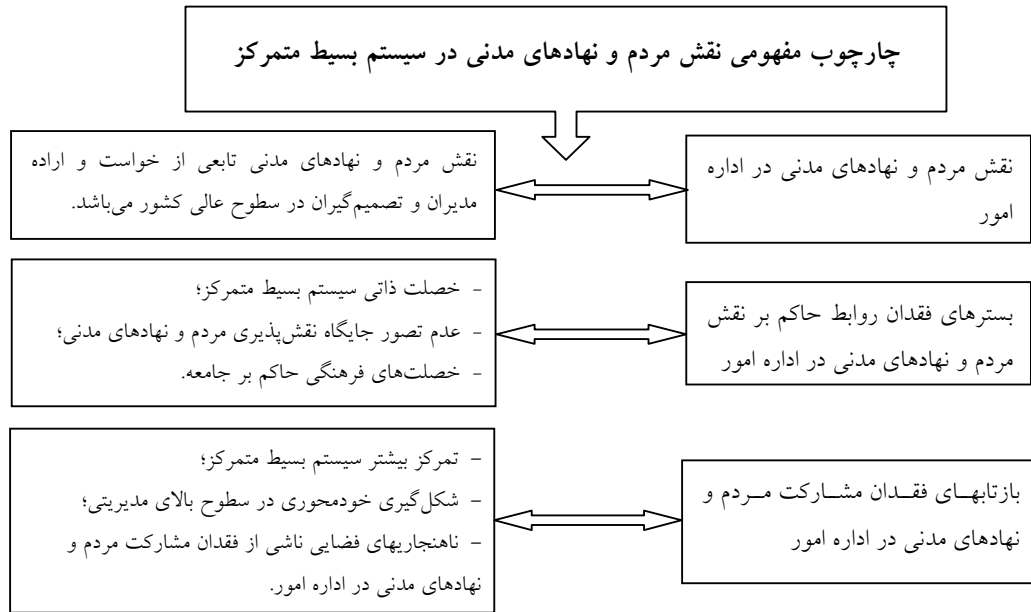 چارچوب مفهومی نقش مردم و نهادهای مدنی در سیستم بسیط متمرکز
نقش مردم و نهادهای مدنی در اداره
امور
نقش مردم و نهادهای مدنی تابعی از خواست و اراده
مدیران و تصمیم‌گیران در سطوح عالی کشور می‌باشد.
بسترهای فقدان روابط حاکم بر نقش
مردم و نهادهای مدنی در اداره امور
- خصلت ذاتی سیستم بسیط متمرکز؛
- عدم تصور جایگاه نقش‌پذیری مردم و نهادهای مدنی؛
- خصلت‌های فرهنگی حاکم بر جامعه.
بازتابهـای فقــدان مشــارکت مــردم و
نهادهای مدنی در اداره امور
- تمرکز بیشتر سیستم بسیط متمرکز؛
- شکل‌گیری خودمحوری در سطوح بالای مدیریتی؛
- ناهنجاریهای فضایی ناشی از فقدان مشارکت مردم و
نهادهای مدنی در اداره امور.